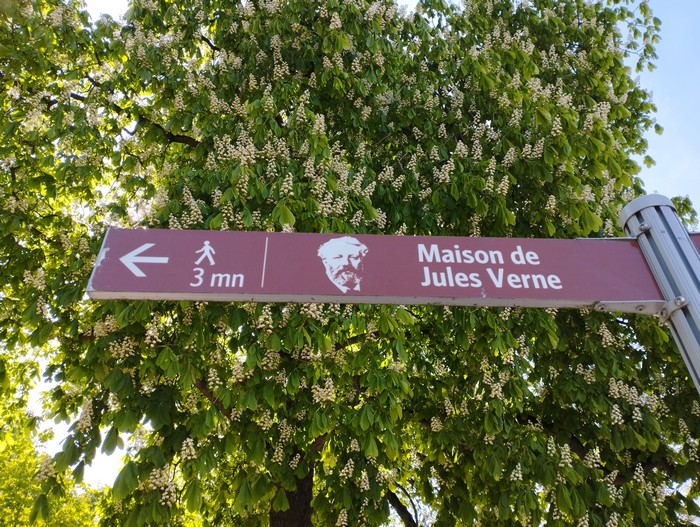 3 mn
Maison de
Jules Verne